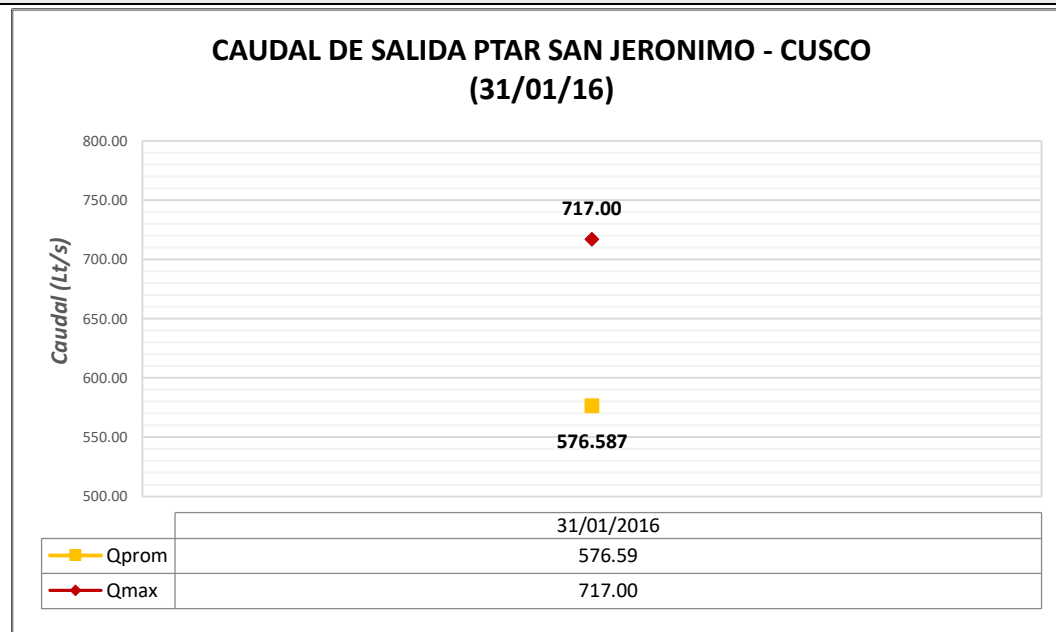 CAUDAL DE SALIDA PTAR SAN JERONIMO - CUSCO
(31/01/16)
800.00
750.00
700.00
650.00
600.00
550.00
500.00
Caudal (Lt/s)
717.00
576.587
31/01/2016
Qprom 576.59
Qmax 717.00